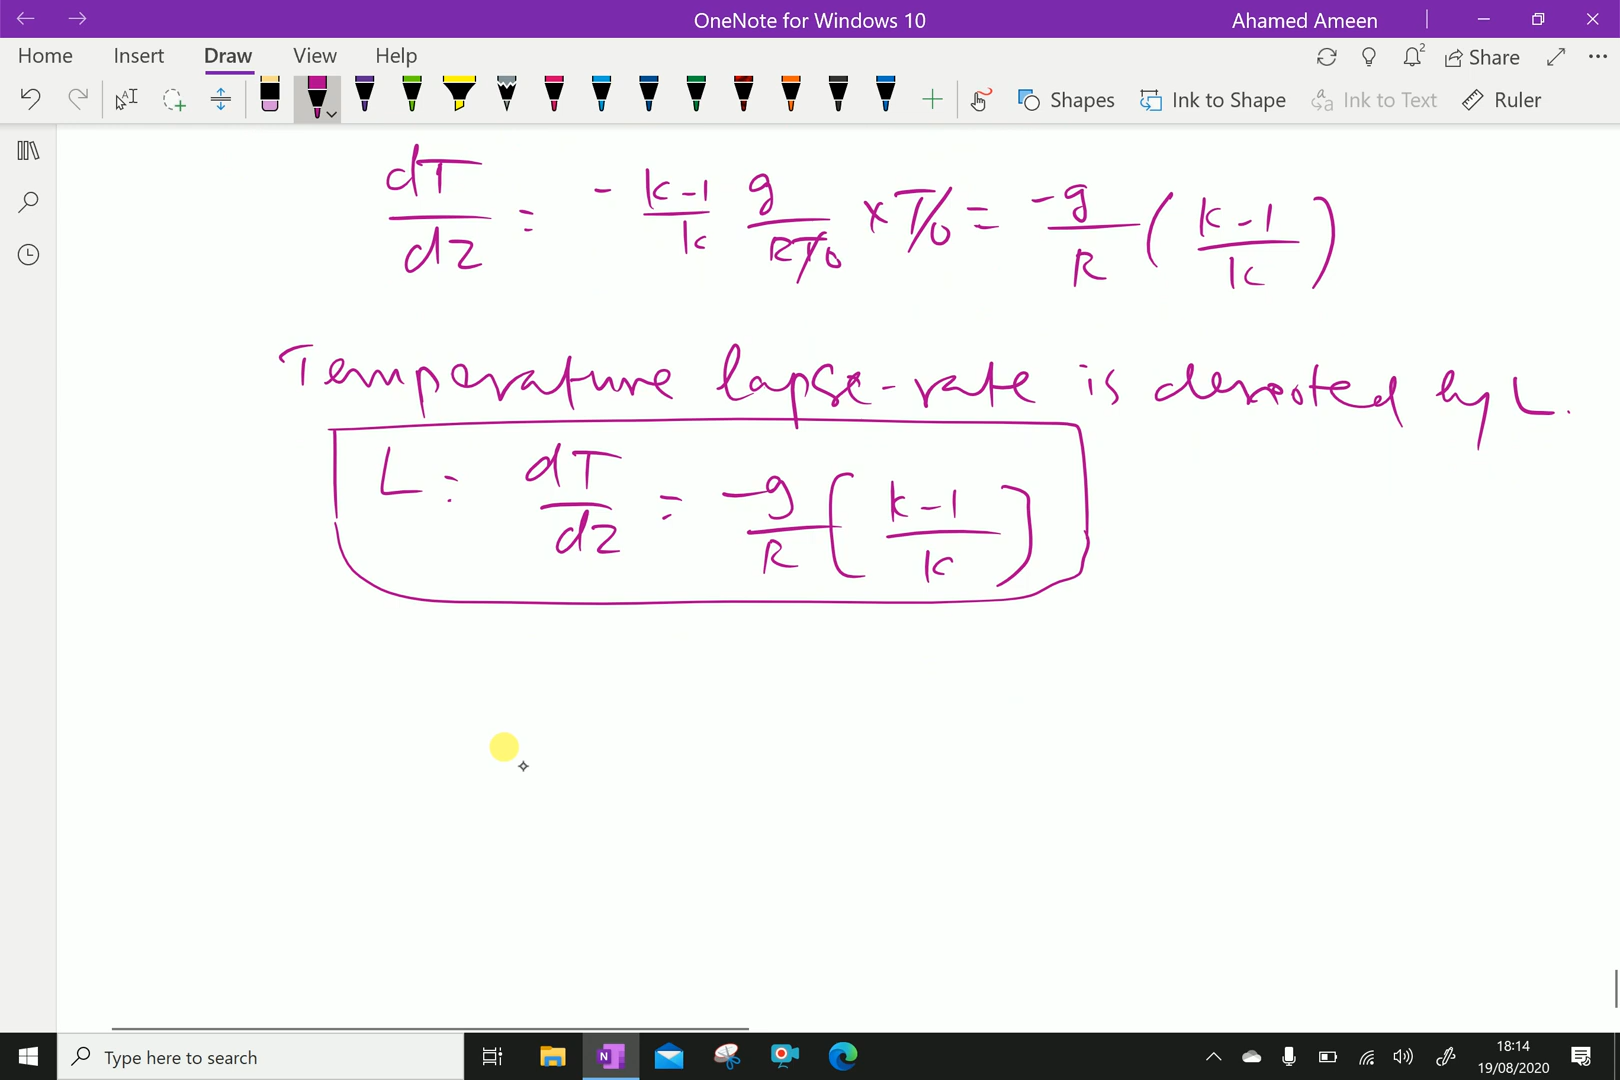 OneNote for Windows 10
Ahamed Ameen
Home Insert Draw View Help
2 Share
Shapes Ink to Shape Ink to Text Ruler
dT/dz = - k-1/k g/RT0 × T0 = -g/R ( k-1/k )
Temperature lapse-rate is denoted by L.
L = dT/dz = -g/R ( k-1/k )
Type here to search
18:14
19/08/2020